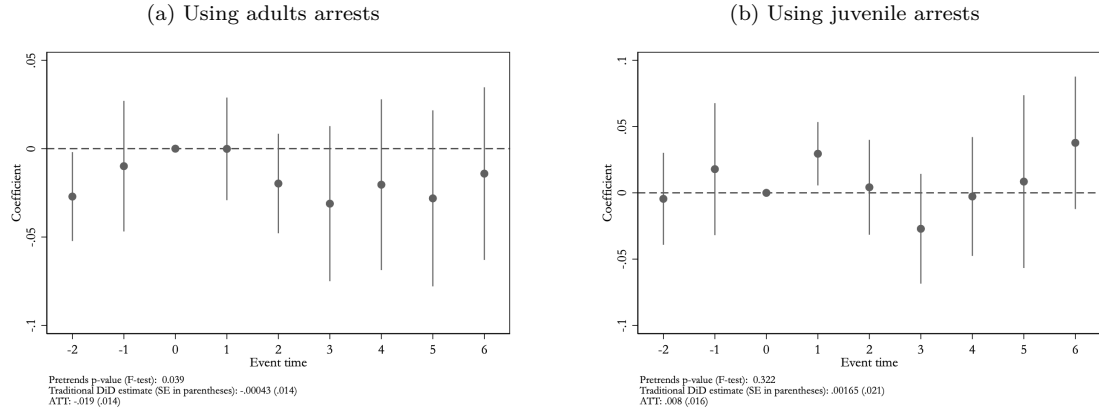 (a) Using adults arrests
.05
0
-.05
-.1
Coefficient
-2 -1 0 1 2 3 4 5 6
Event time
Pretrends p-value (F-test): 0.039
Traditional DiD estimate (SE in parentheses): -.00043 (.014)
ATT: -.019 (.014)
(b) Using juvenile arrests
.1
.05
0
-.05
-.1
Coefficient
-2 -1 0 1 2 3 4 5 6
Event time
Pretrends p-value (F-test): 0.322
Traditional DiD estimate (SE in parentheses): .00165 (.021)
ATT: .008 (.016)